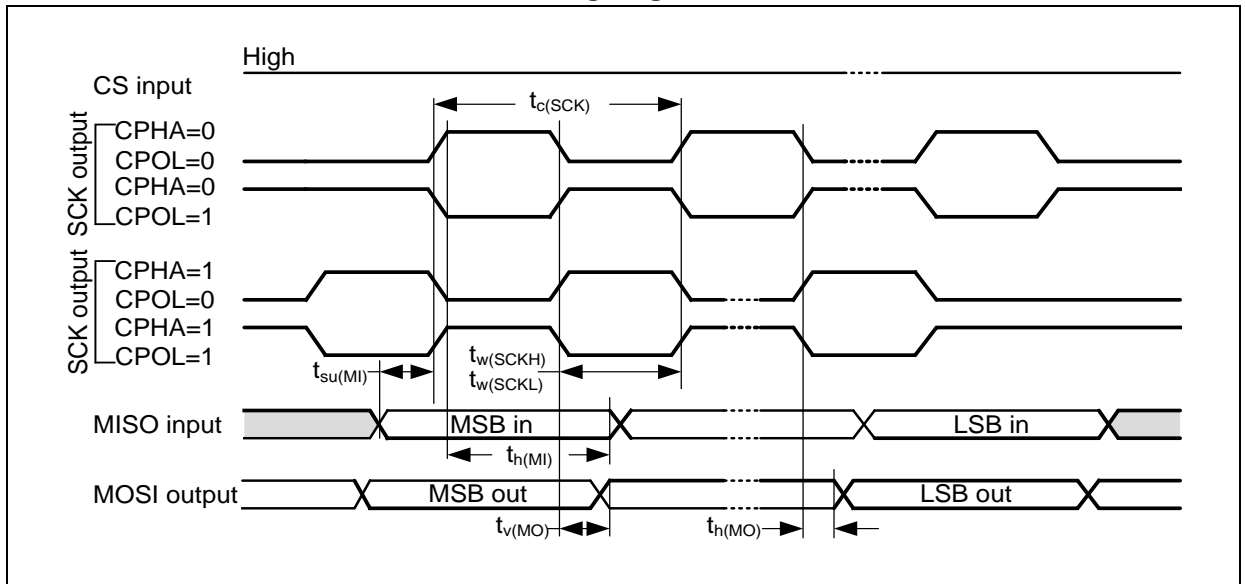 High
CS input
tc(SCK)
SCK output
CPHA=0
CPOL=0
CPHA=0
CPOL=1
SCK output
CPHA=1
CPOL=0
CPHA=1
CPOL=1
tsu(MI)
tw(SCKH)
tw(SCKL)
MISO input
MSB in
LSB in
th(MI)
MOSI output
MSB out
LSB out
tv(MO)
th(MO)